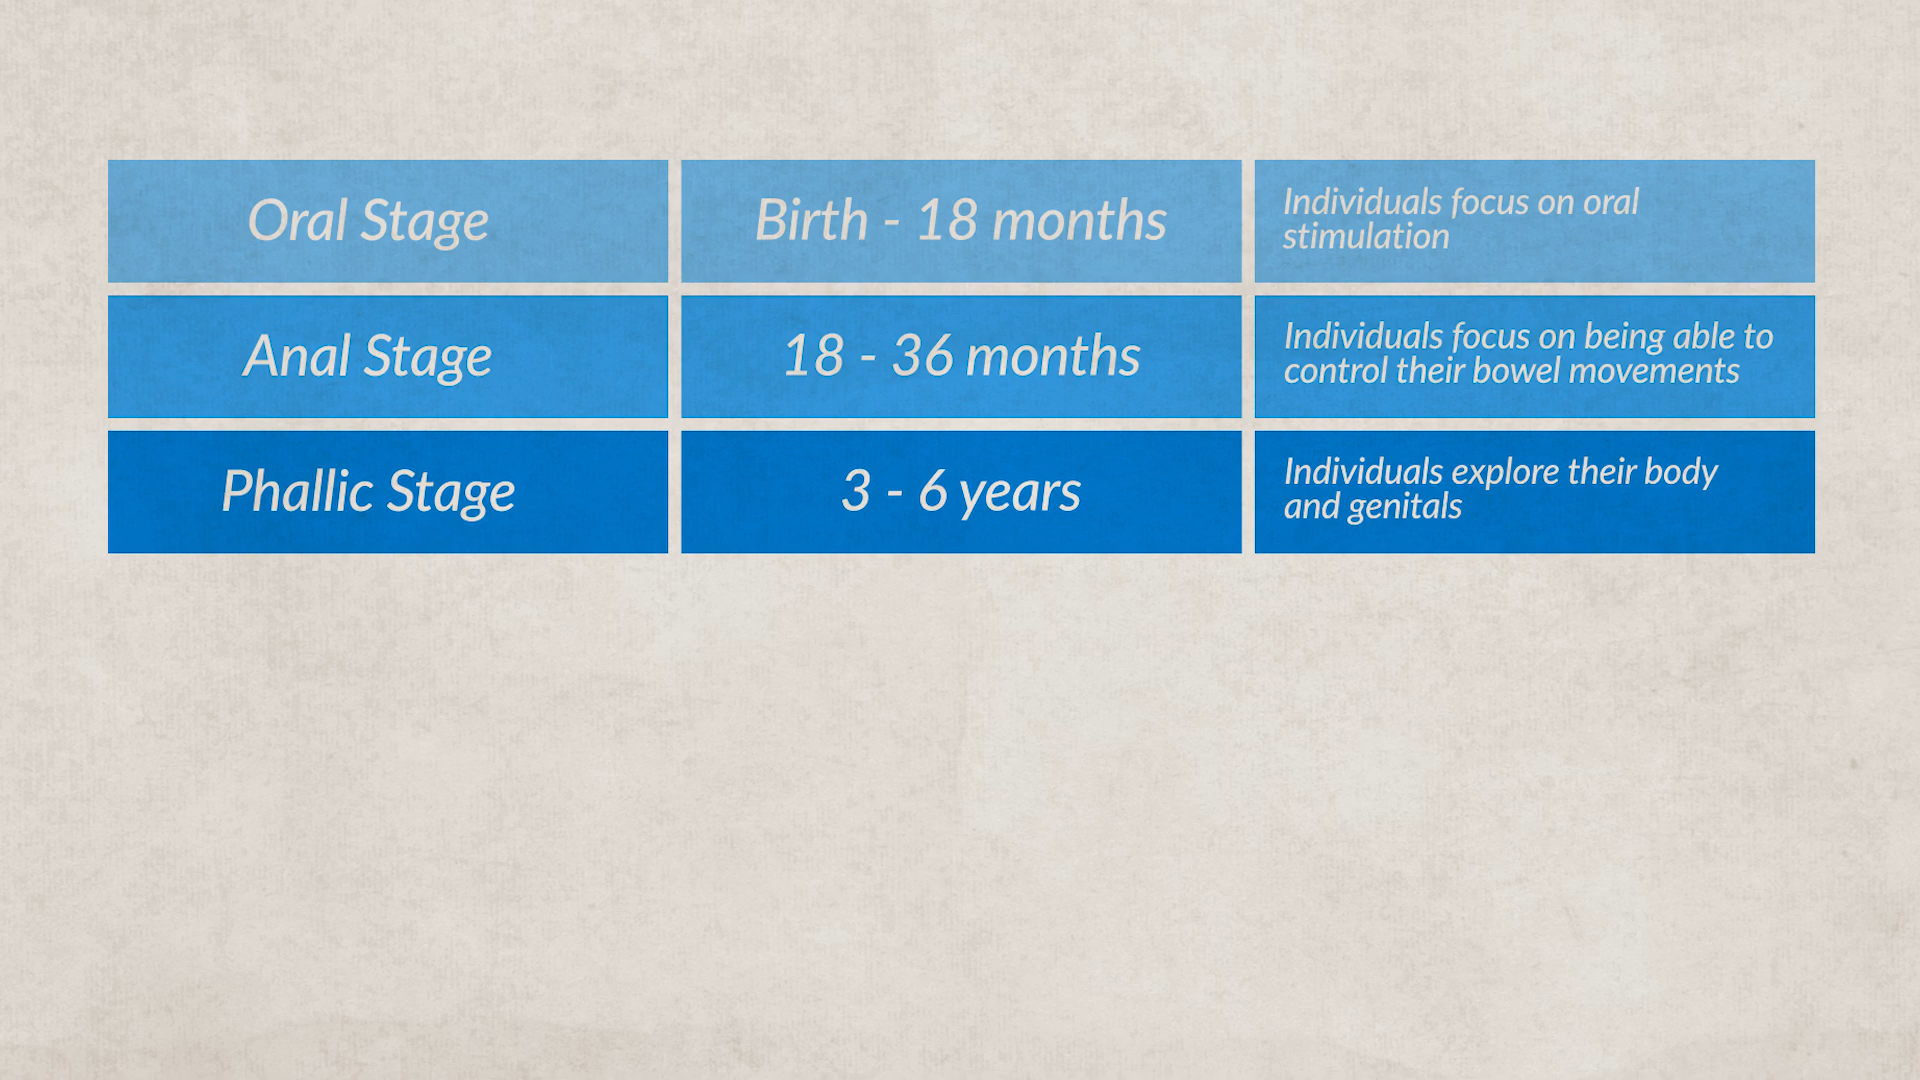 Oral Stage
Birth - 18 months
Individuals focus on oral
stimulation
Anal Stage
18 - 36 months
Individuals focus on being able to
control their bowel movements
Phallic Stage
3 - 6 years
Individuals explore their body
and genitals